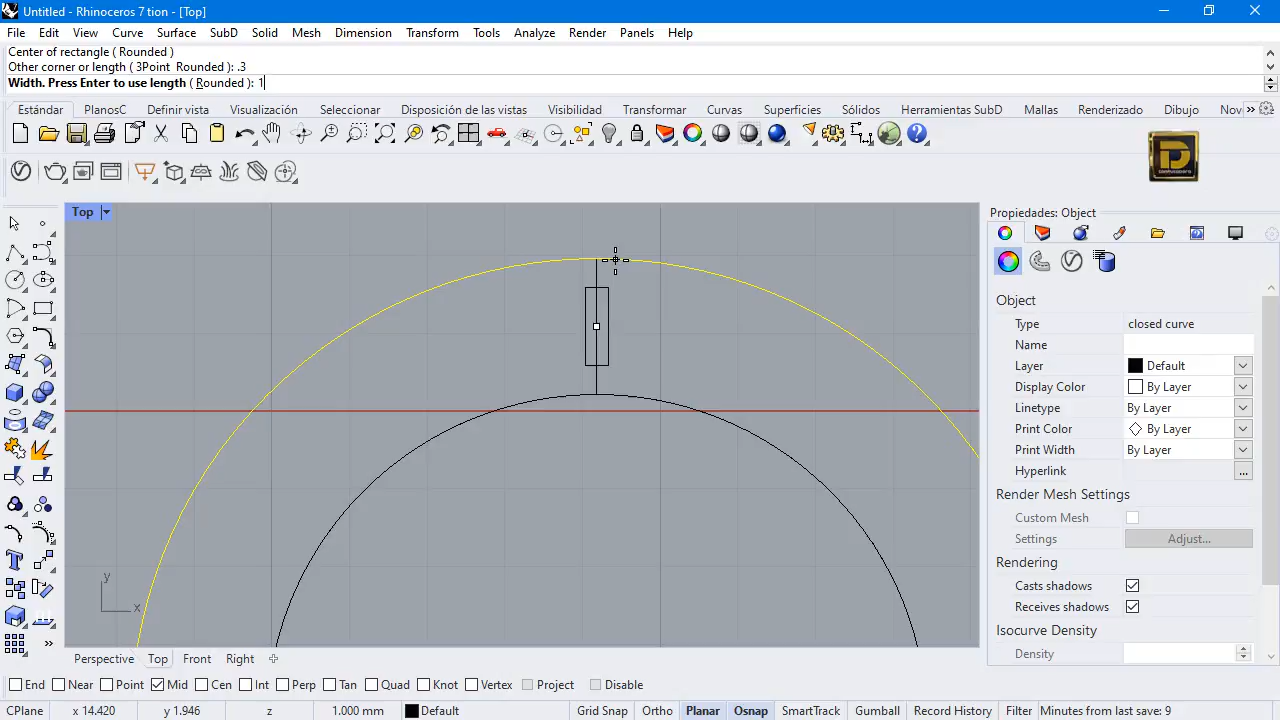 Untitled - Rhinoceros 7 tion - [Top]
File Edit View Curve Surface SubD Solid Mesh Dimension Transform Tools Analyze Render Panels Help
Center of rectangle ( Rounded )
Other corner or length ( 3Point Rounded ): .3
Width. Press Enter to use length ( Rounded ): 1
Estándar PlanosC Definir vista Seleccionar Disposición de las vistas Visibilidad Transformar Curvas Superficies Sólidos Herramientas SubD Mallas Renderizado Dibujo Nov »
D
Top
Propiedades: Object
Object
Type closed curve
Name
Layer Default
Display Color By Layer
Linetype By Layer
Print Color By Layer
Print Width By Layer
Hyperlink ...
Render Mesh Settings
Custom Mesh
Settings Adjust...
Rendering
Casts shadows
Receives shadows
Isocurve Density
Density
y
x
»
Perspective Top Front Right
End Near Point Mid Cen Int Perp Tan Quad Knot Vertex Project Disable
CPlane x 14.420 y 1.946 z 1.000 mm Default Grid Snap Ortho Planar Osnap SmartTrack Gumball Record History Filter Minutes from last save: 9